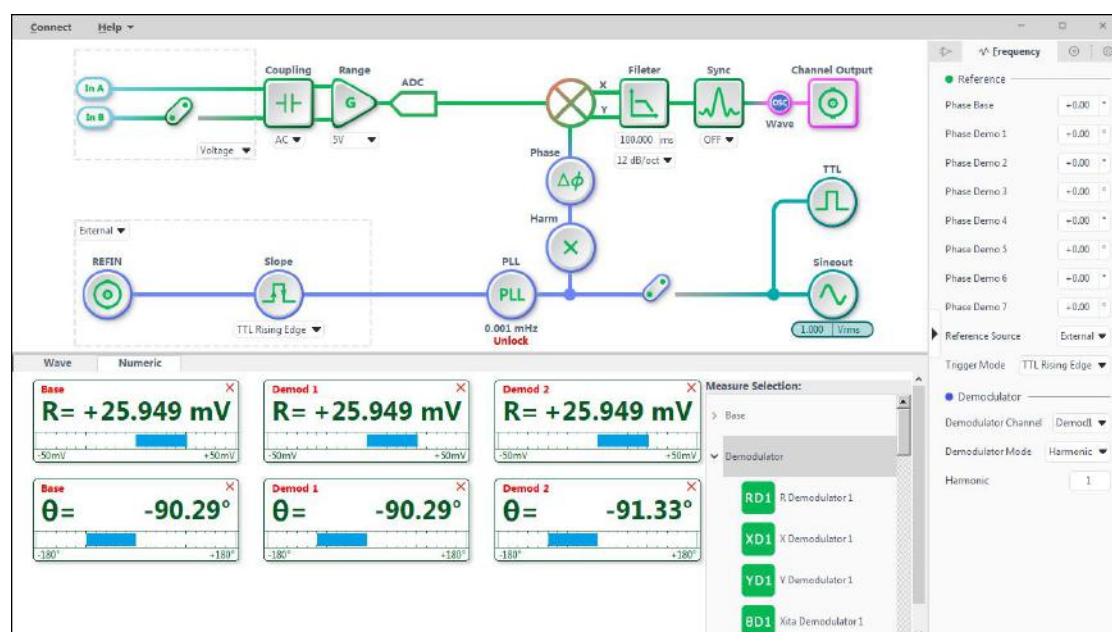 Connect Help
Frequency
Coupling Range ADC Fileter Sync Channel Output
In A
In B
G
X
Y
OSC
Wave
AC 5V 100.000 ms OFF
12 dB/oct
Voltage
Phase
Δϕ
TTL
Harm
External
REFIN Slope PLL Sineout
PLL
TTL Rising Edge 0.001 mHz 1.000 Vrms
Unlock
Reference
Phase Base +0.00 °
Phase Demo 1 +0.00 °
Phase Demo 2 +0.00 °
Phase Demo 3 +0.00 °
Phase Demo 4 +0.00 °
Phase Demo 5 +0.00 °
Phase Demo 6 +0.00 °
Phase Demo 7 +0.00 °
Reference Source External
Trigger Mode TTL Rising Edge
Demodulator
Demodulator Channel Demod1
Demodulator Mode Harmonic
Harmonic 1
Wave Numeric
Base
R= +25.949 mV
-50mV +50mV
Demod 1
R= +25.949 mV
-50mV +50mV
Demod 2
R= +25.949 mV
-50mV +50mV
Base
θ= -90.29°
-180° +180°
Demod 1
θ= -90.29°
-180° +180°
Demod 2
θ= -91.33°
-180° +180°
Measure Selection:
Base
Demodulator
RD1 R Demodulator 1
XD1 X Demodulator 1
YD1 Y Demodulator 1
θD1 Xita Demodulator 1